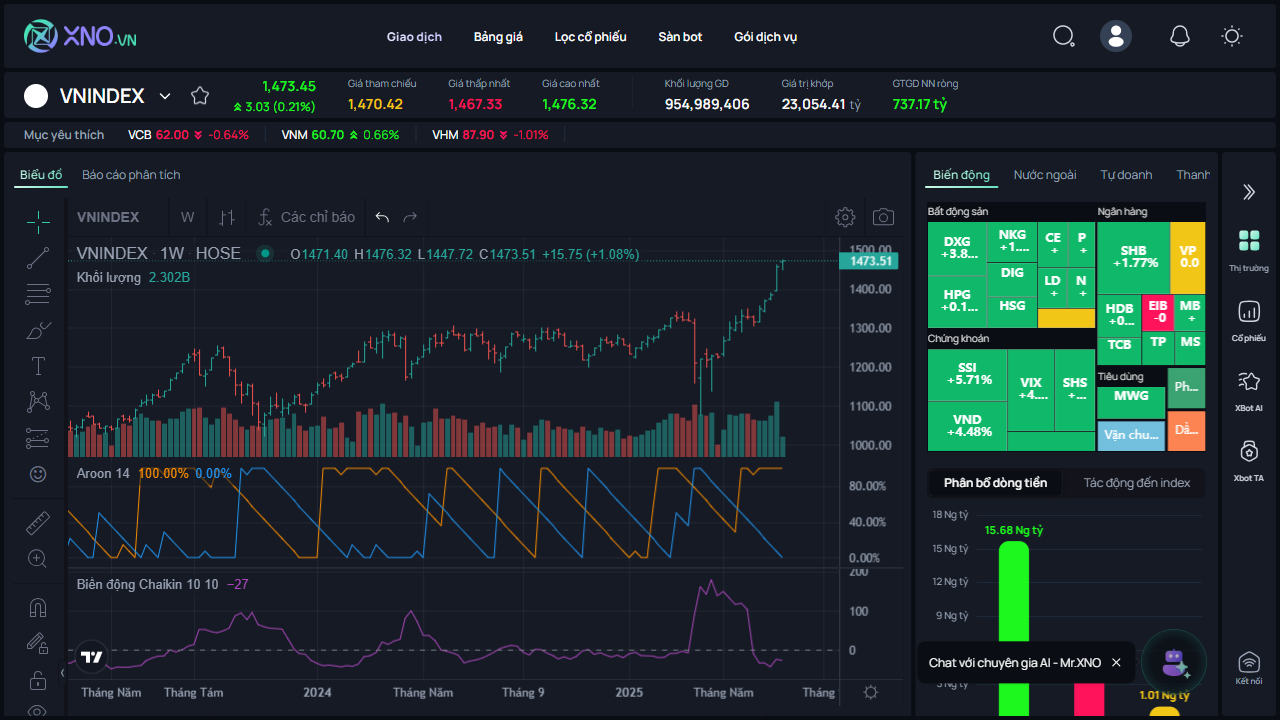 XNO.VN
Giao dịch Bảng giá Lọc cổ phiếu Sàn bot Gói dịch vụ
VNINDEX
1,473.45
3.03 (0.21%)
Giá tham chiếu
1,470.42
Giá thấp nhất
1,467.33
Giá cao nhất
1,476.32
Khối lượng GD
954,989,406
Giá trị khớp
23,054.41 tỷ
GTGD NN ròng
737.17 tỷ
Mục yêu thích VCB 62.00 -0.64% VNM 60.70 0.66% VHM 87.90 -1.01%
Biểu đồ Báo cáo phân tích
VNINDEX W Các chỉ báo
VNINDEX · 1W · HOSE O1471.40 H1476.32 L1447.72 C1473.51 +15.75 (+1.08%)
Khối lượng 2.302B
1500.00
1473.51
1400.00
1300.00
1200.00
1100.00
1000.00
Aroon 14 100.00% 0.00%
80.00%
40.00%
0.00%
Biên động Chaikin 10 10 −27
200
100
0
Tháng Năm Tháng Tám 2024 Tháng Năm Tháng 9 2025 Tháng Năm Tháng
Biến động Nước ngoài Tự doanh Thanh
Bất động sản
DXG
+3.8...
NKG
+1....
CE
+
P
+
DIG
HPG
+0.1...
HSG
LD
+
N
+
Ngân hàng
SHB
+1.77%
VP
0.0
HDB
+0...
EIB
-0
MB
+
TCB
TP
MS
Chứng khoán
SSI
+5.71%
VND
+4.48%
VIX
+4....
SHS
+...
Tiêu dùng
MWG
Ph...
Vận chu...
Dầ...
Phân bổ dòng tiền Tác động đến index
18 Ng tỷ
15.68 Ng tỷ
15 Ng tỷ
12 Ng tỷ
9 Ng tỷ
Chat với chuyên gia AI - Mr.XNO
3 Ng tỷ
1.01 Ng tỷ
Thị trường
Cổ phiếu
XBot AI
Xbot TA
Kết nối